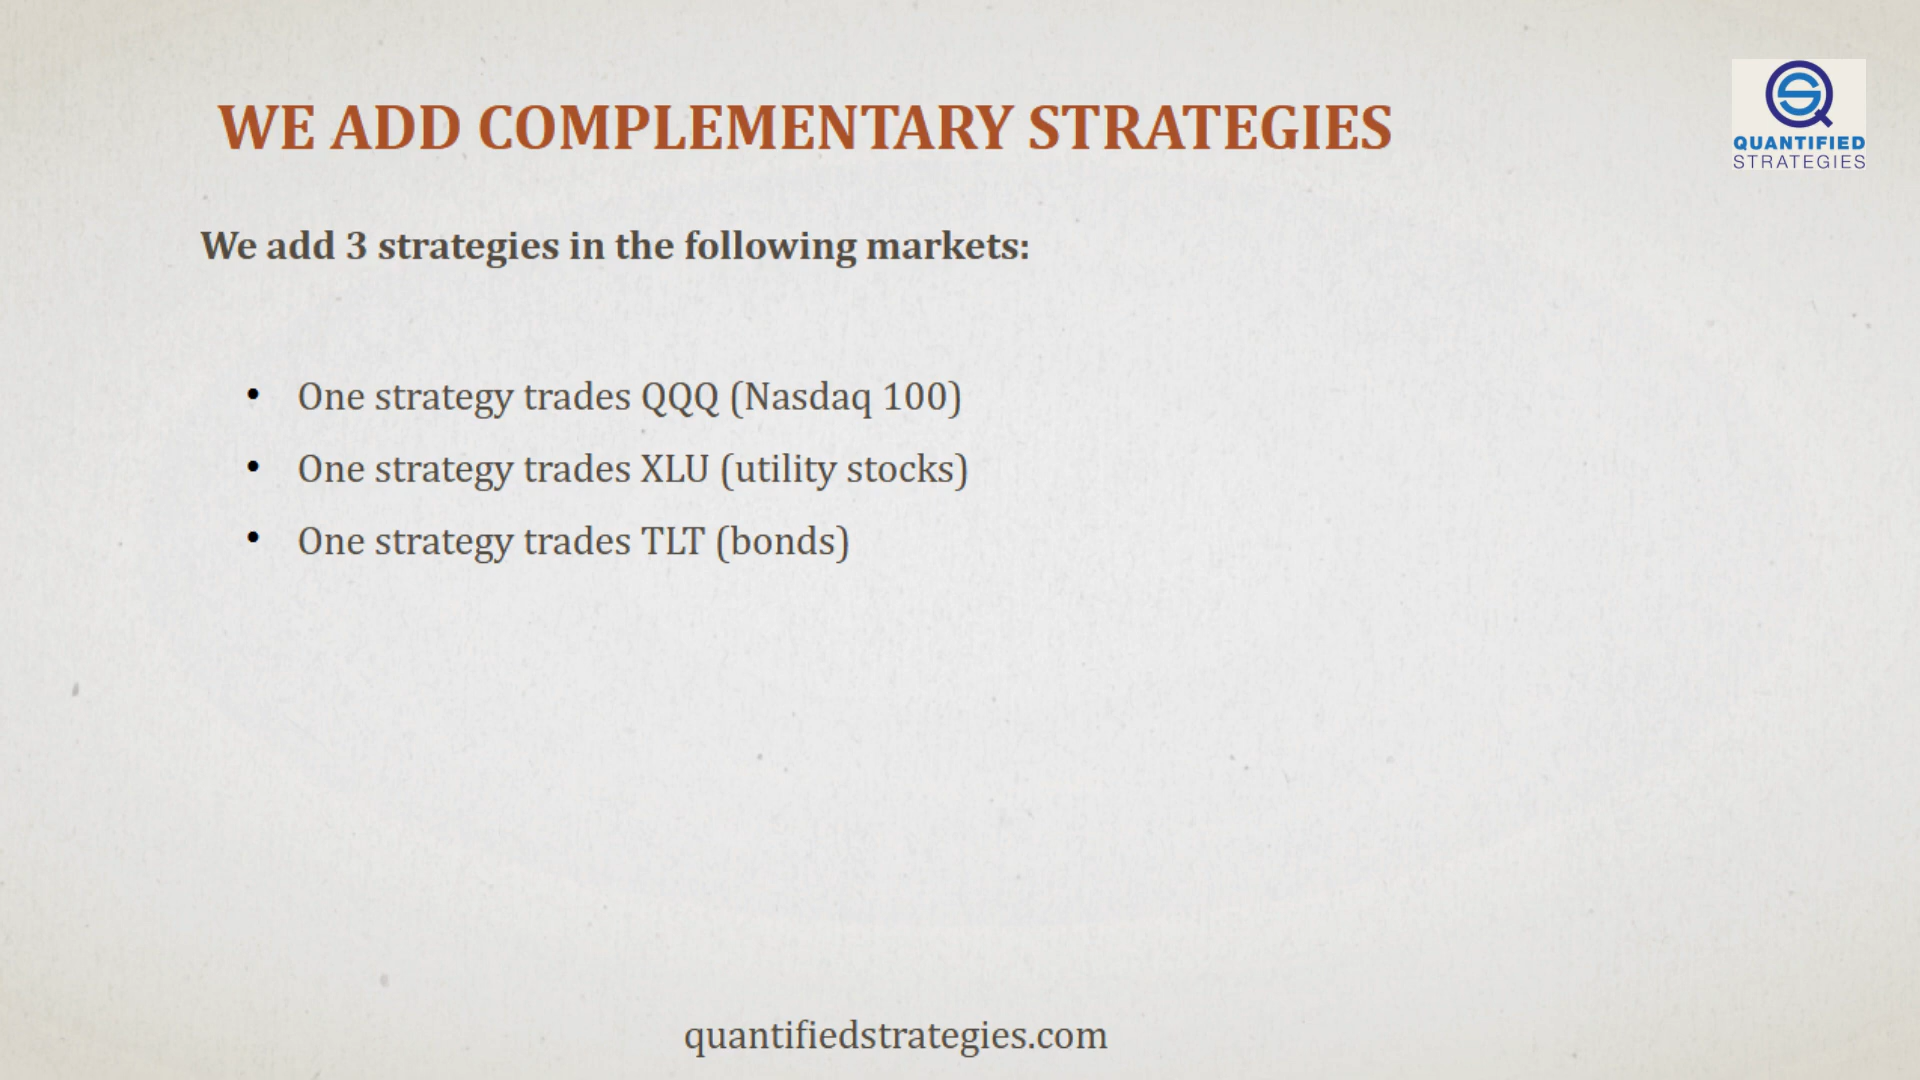 WE ADD COMPLEMENTARY STRATEGIES
QUANTIFIED
STRATEGIES
We add 3 strategies in the following markets:
• One strategy trades QQQ (Nasdaq 100)
• One strategy trades XLU (utility stocks)
• One strategy trades TLT (bonds)
quantifiedstrategies.com